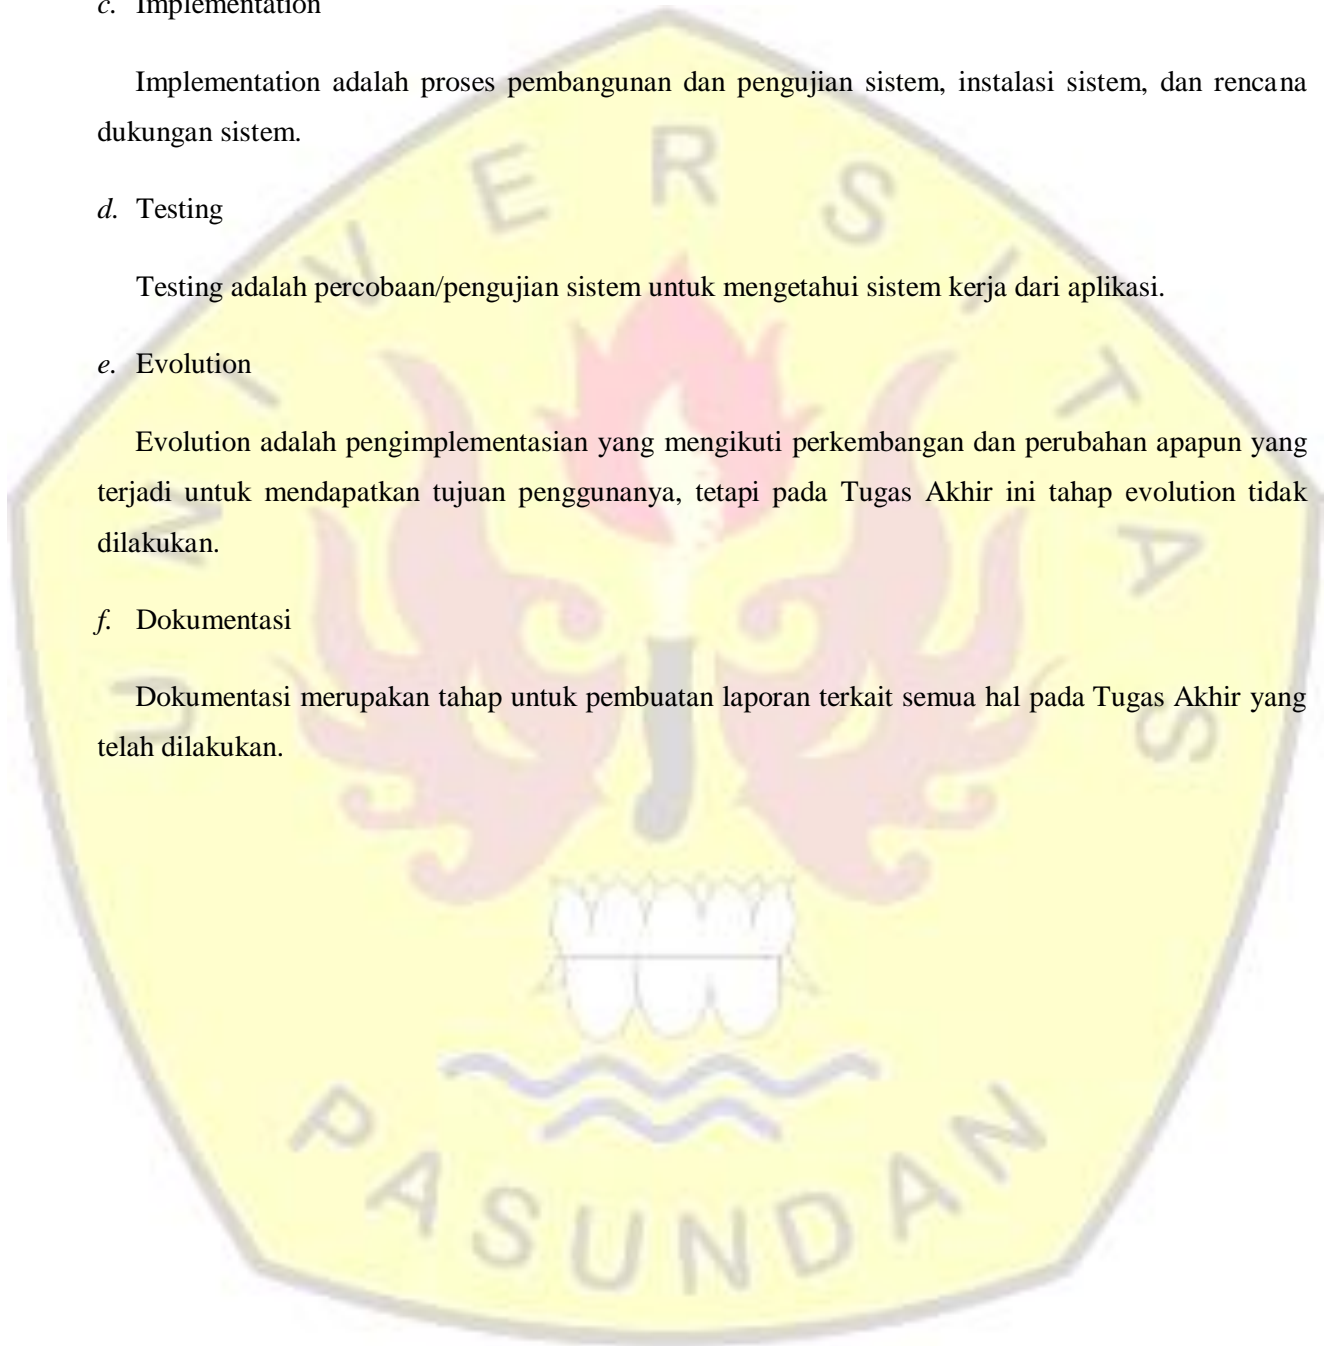 c. Implementation
Implementation adalah proses pembangunan dan pengujian sistem, instalasi sistem, dan rencana
dukungan sistem.
d. Testing
Testing adalah percobaan/pengujian sistem untuk mengetahui sistem kerja dari aplikasi.
e. Evolution
Evolution adalah pengimplementasian yang mengikuti perkembangan dan perubahan apapun yang
terjadi untuk mendapatkan tujuan penggunanya, tetapi pada Tugas Akhir ini tahap evolution tidak
dilakukan.
f. Dokumentasi
Dokumentasi merupakan tahap untuk pembuatan laporan terkait semua hal pada Tugas Akhir yang
telah dilakukan.
UNIVERSITAS
PASUNDAN